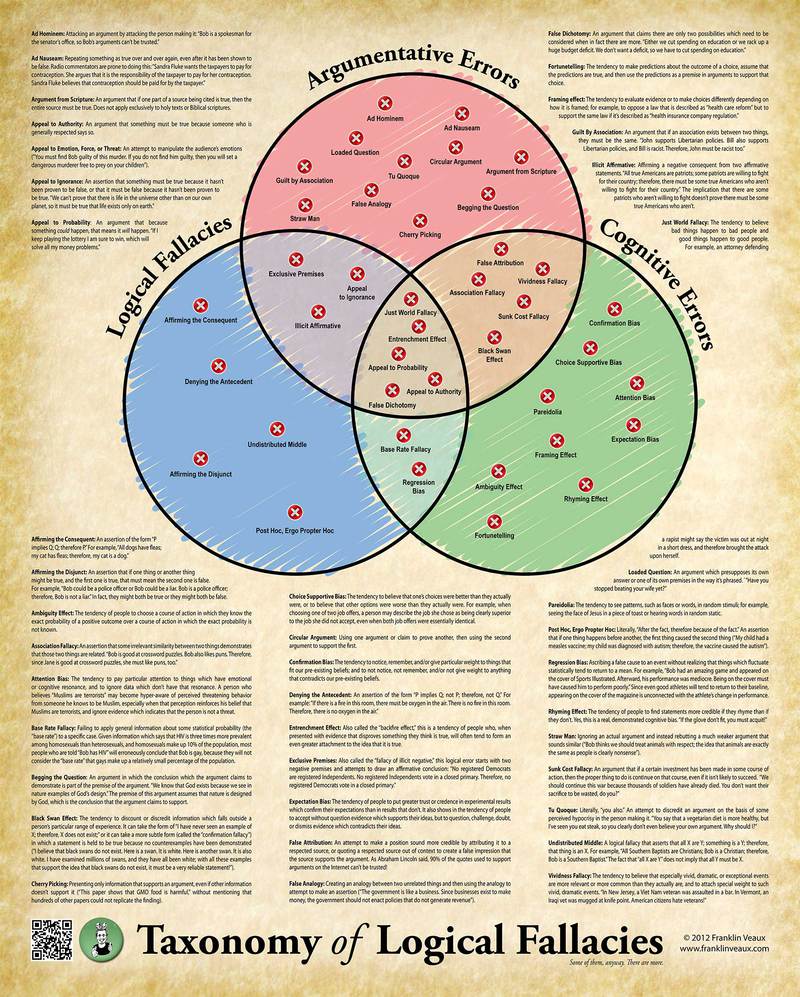 Ad Hominem: Attacking an argument by attacking the person making it: "Bob is a spokesman for
the senator's office, so Bob's arguments can't be trusted."
Ad Nauseam: Repeating something as true over and over again, even after it has been shown to
be false. Radio commentators are prone to doing this: "Sandra Fluke wants the taxpayers to pay for
contraception. She argues that it is the responsibility of the taxpayer to pay for her contraception.
Sandra Fluke believes that contraception should be paid for by the taxpayer."
Argument from Scripture: An argument that if one part of a source being cited is true, then the
entire source must be true. Does not apply exclusively to holy texts or Biblical scriptures.
Appeal to Authority: An argument that something must be true because someone who is
generally respected says so.
Appeal to Emotion, Force, or Threat: An attempt to manipulate the audience's emotions
("You must find Bob guilty of this murder. If you do not find him guilty, then you will set a
dangerous murderer free to prey on your children").
Appeal to Ignorance: An assertion that something must be true because it hasn't
been proven to be false, or that it must be false because it hasn't been proven to
be true. "We can't prove that there is life in the universe other than on our own
planet, so it must be true that life exists only on earth."
Appeal to Probability: An argument that because
something could happen, that means it will happen. "If I
keep playing the lottery I am sure to win, which will
solve all my money problems."
False Dichotomy: An argument that claims there are only two possibilities which need to be
considered when in fact there are more. "Either we cut spending on education or we rack up a
huge budget deficit. We don't want a deficit, so we have to cut spending on education."
Fortunetelling: The tendency to make predictions about the outcome of a choice, assume that
the predictions are true, and then use the predictions as a premise in arguments to support that
choice.
Framing effect: The tendency to evaluate evidence or to make choices differently depending on
how it is framed; for example, to oppose a law that is described as "health care reform" but to
support the same law if it's described as "health insurance company regulation."
Guilt By Association: An argument that if an association exists between two things,
they must be the same. "John supports Libertarian policies. Bill also supports
Libertarian policies, and Bill is racist. Therefore, John must be racist too."
Illicit Affirmative: Affirming a negative consequent from two affirmative
statements. "All true Americans are patriots; some patriots are willing to fight
for their country; therefore, there must be some true Americans who aren't
willing to fight for their country." The implication that there are some
patriots who aren't willing to fight doesn't prove there must be some
true Americans who aren't.
Just World Fallacy: The tendency to believe
bad things happen to bad people and
good things happen to good people.
For example, an attorney defending
Argumentative Errors
Logical Fallacies
Cognitive Errors
Ad Hominem
Ad Nauseam
Loaded Question
Circular Argument
Guilt by Association
Tu Quoque
Argument from Scripture
False Analogy
Straw Man
Begging the Question
Cherry Picking
Exclusive Premises
Appeal
to Ignorance
Illicit Affirmative
False Attribution
Association Fallacy
Vividness Fallacy
Sunk Cost Fallacy
Black Swan
Effect
Just World Fallacy
Entrenchment Effect
Appeal to Probability
Appeal to Authority
False Dichotomy
Affirming the Consequent
Denying the Antecedent
Undistributed Middle
Affirming the Disjunct
Post Hoc, Ergo Propter Hoc
Base Rate Fallacy
Regression
Bias
Confirmation Bias
Choice Supportive Bias
Attention Bias
Pareidolia
Expectation Bias
Framing Effect
Ambiguity Effect
Rhyming Effect
Fortunetelling
Affirming the Consequent: An assertion of the form "P
implies Q; Q; therefore P." For example, "All dogs have fleas;
my cat has fleas; therefore, my cat is a dog."
Affirming the Disjunct: An assertion that if one thing or another thing
might be true, and the first one is true, that must mean the second one is false.
For example, "Bob could be a police officer or Bob could be a liar. Bob is a police officer;
therefore, Bob is not a liar." In fact, they might both be true or they might both be false.
Ambiguity Effect: The tendency of people to choose a course of action in which they know the
exact probability of a positive outcome over a course of action in which the exact probability is
not known.
Association Fallacy: An assertion that some irrelevant similarity between two things demonstrates
that those two things are related. "Bob is good at crossword puzzles. Bob also likes puns. Therefore,
since Jane is good at crossword puzzles, she must like puns, too."
Attention Bias: The tendency to pay particular attention to things which have emotional
or cognitive resonance, and to ignore data which don't have that resonance. A person who
believes "Muslims are terrorists" may become hyper-aware of perceived threatening behavior
from someone he knows to be Muslim, especially when that perception reinforces his belief that
Muslims are terrorists, and ignore evidence which indicates that the person is not a threat.
Base Rate Fallacy: Failing to apply general information about some statistical probability (the
"base rate") to a specific case. Given information which says that HIV is three times more prevalent
among homosexuals than heterosexuals, and homosexuals make up 10% of the population, most
people who are told "Bob has HIV" will erroneously conclude that Bob is gay, because they will not
consider the "base rate" that gays make up a relatively small percentage of the population.
Begging the Question: An argument in which the conclusion which the argument claims to
demonstrate is part of the premise of the argument. "We know that God exists because we see in
nature examples of God's design." The premise of this argument assumes that nature is designed
by God, which is the conclusion that the argument claims to support.
Black Swan Effect: The tendency to discount or discredit information which falls outside a
person's particular range of experience. It can take the form of "I have never seen an example of
X; therefore, X does not exist;" or it can take a more subtle form (called the "confirmation fallacy")
in which a statement is held to be true because no counterexamples have been demonstrated
("I believe that black swans do not exist. Here is a swan. It is white. Here is another swan. It is also
white. I have examined millions of swans, and they have all been white; with all these examples
that support the idea that black swans do not exist, it must be a very reliable statement!").
Cherry Picking: Presenting only information that supports an argument, even if other information
doesn't support it ("This paper shows that GMO food is harmful," without mentioning that
hundreds of other papers could not replicate the finding).
Choice Supportive Bias: The tendency to believe that one's choices were better than they actually
were, or to believe that other options were worse than they actually were. For example, when
choosing one of two job offers, a person may describe the job she chose as being clearly superior
to the job she did not accept, even when both job offers were essentially identical.
Circular Argument: Using one argument or claim to prove another, then using the second
argument to support the first.
Confirmation Bias: The tendency to notice, remember, and/or give particular weight to things that
fit our pre-existing beliefs; and to not notice, not remember, and/or not give weight to anything
that contradicts our pre-existing beliefs.
Denying the Antecedent: An assertion of the form "P implies Q; not P; therefore, not Q." For
example: "If there is a fire in this room, there must be oxygen in the air. There is no fire in this room.
Therefore, there is no oxygen in the air."
Entrenchment Effect: Also called the "backfire effect," this is a tendency of people who, when
presented with evidence that disproves something they think is true, will often tend to form an
even greater attachment to the idea that it is true.
Exclusive Premises: Also called the "fallacy of illicit negative," this logical error starts with two
negative premises and attempts to draw an affirmative conclusion: "No registered Democrats
are registered Independents. No registered Independents vote in a closed primary. Therefore, no
registered Democrats vote in a closed primary."
Expectation Bias: The tendency of people to put greater trust or credence in experimental results
which confirm their expectations than in results that don't. It also shows in the tendency of people
to accept without question evidence which supports their ideas, but to question, challenge, doubt,
or dismiss evidence which contradicts their ideas.
False Attribution: An attempt to make a position sound more credible by attributing it to a
respected source, or quoting a respected source out of context to create a false impression that
the source supports the argument. As Abraham Lincoln said, 90% of the quotes used to support
arguments on the Internet can't be trusted!
False Analogy: Creating an analogy between two unrelated things and then using the analogy to
attempt to make an assertion ("The government is like a business. Since businesses exist to make
money, the government should not enact policies that do not generate revenue").
a rapist might say the victim was out at night
in a short dress, and therefore brought the attack
upon herself.
Loaded Question: An argument which presupposes its own
answer or one of its own premises in the way it's phrased. "Have you
stopped beating your wife yet?"
Pareidolia: The tendency to see patterns, such as faces or words, in random stimuli; for example,
seeing the face of Jesus in a piece of toast or hearing words in random static.
Post Hoc, Ergo Propter Hoc: Literally, "After the fact, therefore because of the fact." An assertion
that if one thing happens before another, the first thing caused the second thing ("My child had a
measles vaccine; my child was diagnosed with autism; therefore, the vaccine caused the autism").
Regression Bias: Ascribing a false cause to an event without realizing that things which fluctuate
statistically tend to return to a mean. For example, "Bob had an amazing game and appeared on
the cover of Sports Illustrated. Afterward, his performance was mediocre. Being on the cover must
have caused him to perform poorly." Since even good athletes will tend to return to their baseline,
appearing on the cover of the magazine is unconnected with the athlete's change in performance.
Rhyming Effect: The tendency of people to find statements more credible if they rhyme than if
they don't. Yes, this is a real, demonstrated cognitive bias. "If the glove don't fit, you must acquit!"
Straw Man: Ignoring an actual argument and instead rebutting a much weaker argument that
sounds similar ("Bob thinks we should treat animals with respect; the idea that animals are exactly
the same as people is clearly nonsense").
Sunk Cost Fallacy: An argument that if a certain investment has been made in some course of
action, then the proper thing to do is continue on that course, even if it isn't likely to succeed. "We
should continue this war because thousands of soldiers have already died. You don't want their
sacrifice to be wasted, do you?"
Tu Quoque: Literally, "you also." An attempt to discredit an argument on the basis of some
perceived hypocrisy in the person making it. "You say that a vegetarian diet is more healthy, but
I've seen you eat steak, so you clearly don't even believe your own argument. Why should I?"
Undistributed Middle: A logical fallacy that asserts that all X are Y; something is a Y; therefore,
that thing is an X. For example, "All Southern Baptists are Christians; Bob is a Christian; therefore,
Bob is a Southern Baptist." The fact that "all X are Y" does not imply that all Y must be X.
Vividness Fallacy: The tendency to believe that especially vivid, dramatic, or exceptional events
are more relevant or more common than they actually are, and to attach special weight to such
vivid, dramatic events. "In New Jersey, a Viet Nam veteran was assaulted in a bar. In Vermont, an
Iraqi vet was mugged at knife point. American citizens hate veterans!"
Taxonomy of Logical Fallacies
Some of them, anyway. There are more.
© 2012 Franklin Veaux
www.franklinveaux.com